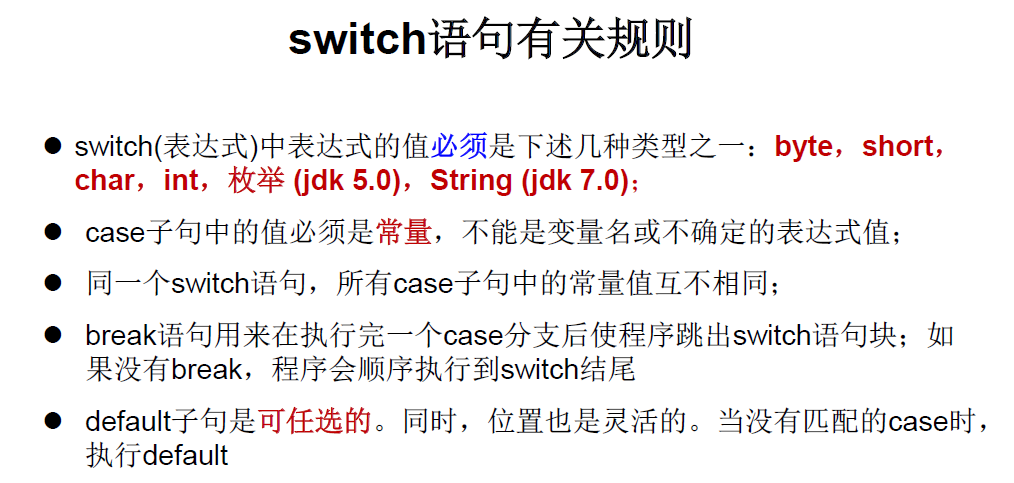 switch语句有关规则
● switch(表达式)中表达式的值必须是下述几种类型之一：byte，short，
char，int，枚举 (jdk 5.0)，String (jdk 7.0)；
● case子句中的值必须是常量，不能是变量名或不确定的表达式值；
● 同一个switch语句，所有case子句中的常量值互不相同；
● break语句用来在执行完一个case分支后使程序跳出switch语句块；如
果没有break，程序会顺序执行到switch结尾
● default子句是可任选的。同时，位置也是灵活的。当没有匹配的case时，
执行default